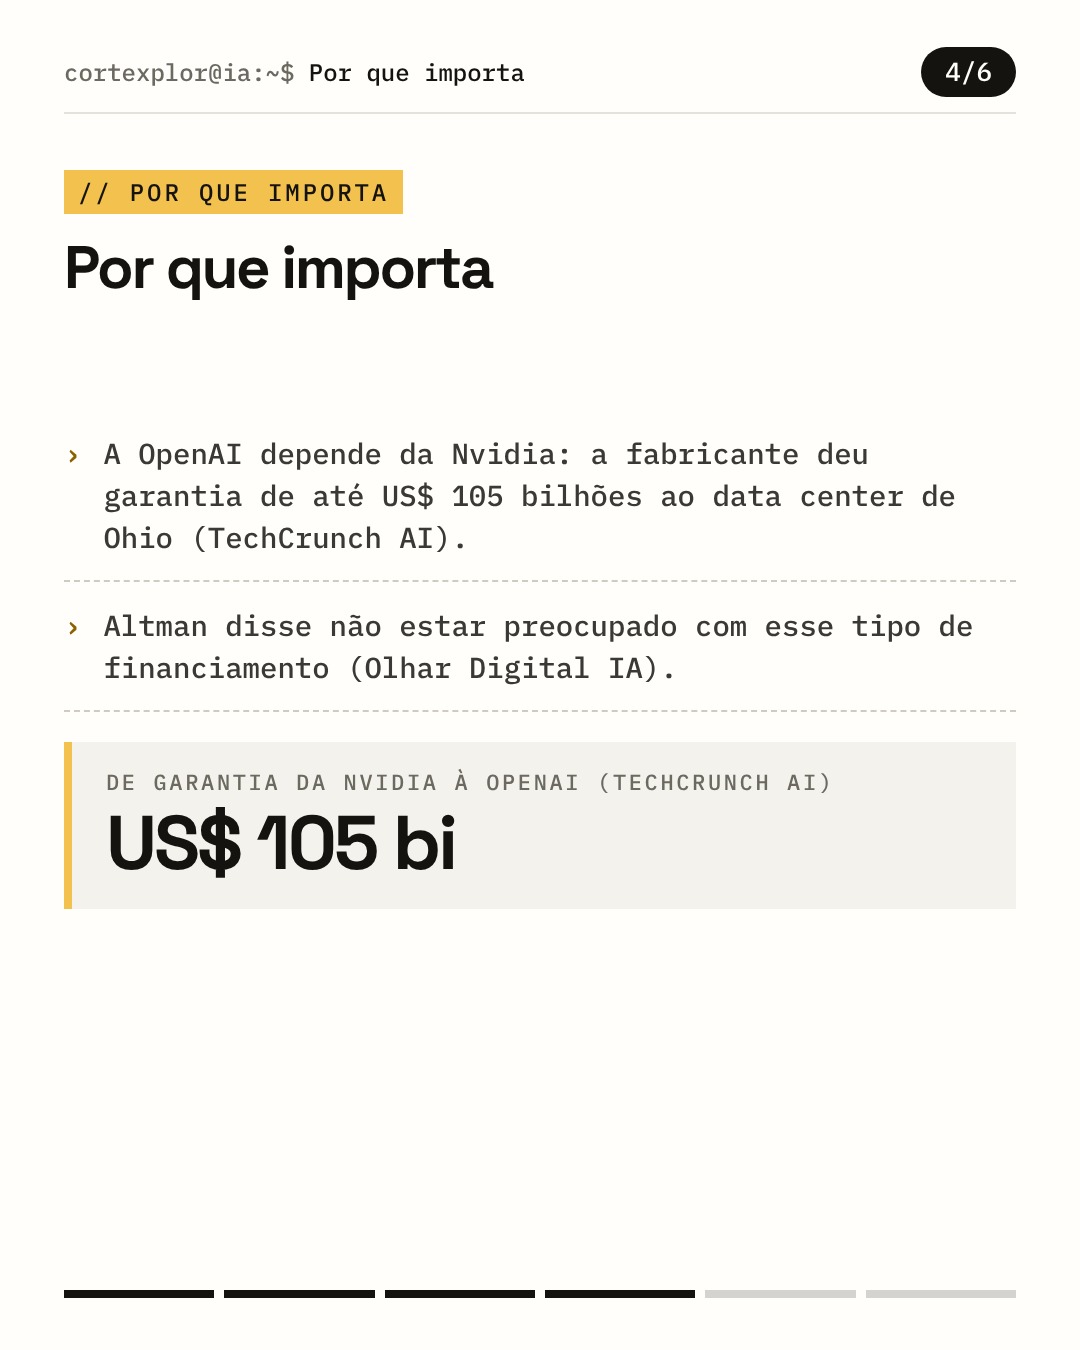 cortexplor@ia:~$ Por que importa
4/6
// POR QUE IMPORTA
Por que importa
› A OpenAI depende da Nvidia: a fabricante deu
garantia de até US$ 105 bilhões ao data center de
Ohio (TechCrunch AI).
› Altman disse não estar preocupado com esse tipo de
financiamento (Olhar Digital IA).
DE GARANTIA DA NVIDIA À OPENAI (TECHCRUNCH AI)
US$ 105 bi